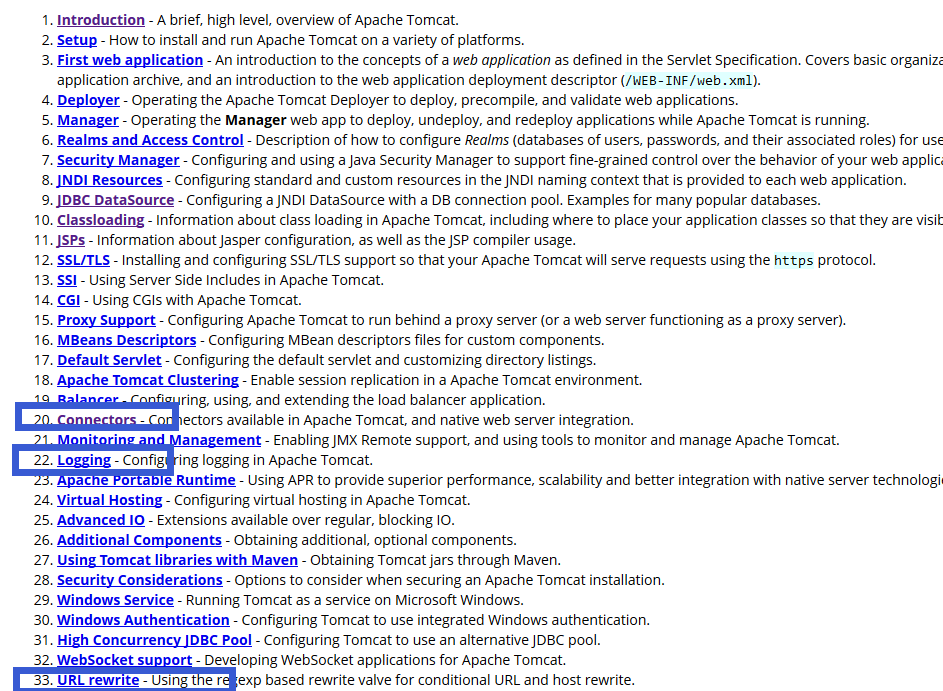 1. Introduction - A brief, high level, overview of Apache Tomcat.
2. Setup - How to install and run Apache Tomcat on a variety of platforms.
3. First web application - An introduction to the concepts of a web application as defined in the Servlet Specification. Covers basic
application archive, and an introduction to the web application deployment descriptor (/WEB-INF/web.xml).
4. Deployer - Operating the Apache Tomcat Deployer to deploy, precompile, and validate web applications.
5. Manager - Operating the Manager web app to deploy, undeploy, and redeploy applications while Apache Tomcat is running.
6. Realms and Access Control - Description of how to configure Realms (databases of users, passwords, and their associated roles) for
7. Security Manager - Configuring and using a Java Security Manager to support fine-grained control over the behavior of your web
8. JNDI Resources - Configuring standard and custom resources in the JNDI naming context that is provided to each web application.
9. JDBC DataSource - Configuring a JNDI DataSource with a DB connection pool. Examples for many popular databases.
10. Classloading - Information about class loading in Apache Tomcat, including where to place your application classes so that they are
11. JSPs - Information about Jasper configuration, as well as the JSP compiler usage.
12. SSL/TLS - Installing and configuring SSL/TLS support so that your Apache Tomcat will serve requests using the https protocol.
13. SSI - Using Server Side Includes in Apache Tomcat.
14. CGI - Using CGIs with Apache Tomcat.
15. Proxy Support - Configuring Apache Tomcat to run behind a proxy server (or a web server functioning as a proxy server).
16. MBeans Descriptors - Configuring MBean descriptors files for custom components.
17. Default Servlet - Configuring the default servlet and customizing directory listings.
18. Apache Tomcat Clustering - Enable session replication in a Apache Tomcat environment.
19. Balancer - Configuring, using, and extending the load balancer application.
20. Connectors - Connectors available in Apache Tomcat, and native web server integration.
21. Monitoring and Management - Enabling JMX Remote support, and using tools to monitor and manage Apache Tomcat.
22. Logging - Configuring logging in Apache Tomcat.
23. Apache Portable Runtime - Using APR to provide superior performance, scalability and better integration with native server
24. Virtual Hosting - Configuring virtual hosting in Apache Tomcat.
25. Advanced IO - Extensions available over regular, blocking IO.
26. Additional Components - Obtaining additional, optional components.
27. Using Tomcat libraries with Maven - Obtaining Tomcat jars through Maven.
28. Security Considerations - Options to consider when securing an Apache Tomcat installation.
29. Windows Service - Running Tomcat as a service on Microsoft Windows.
30. Windows Authentication - Configuring Tomcat to use integrated Windows authentication.
31. High Concurrency JDBC Pool - Configuring Tomcat to use an alternative JDBC pool.
32. WebSocket support - Developing WebSocket applications for Apache Tomcat.
33. URL rewrite - Using the regexp based rewrite valve for conditional URL and host rewrite.